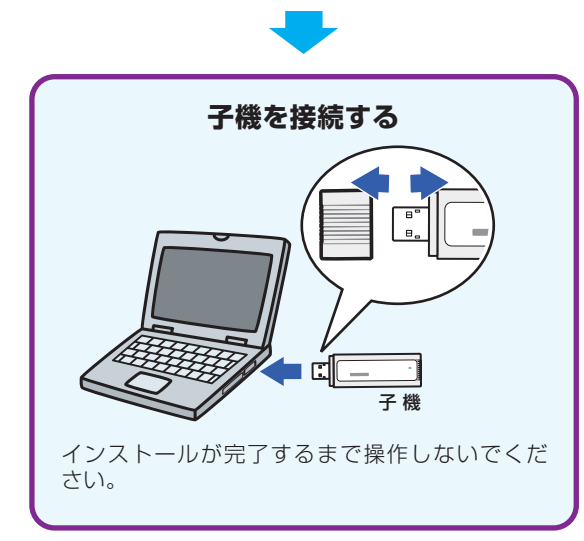 子機を接続する
子 機
インストールが完了するまで操作しないでくだ
さい。